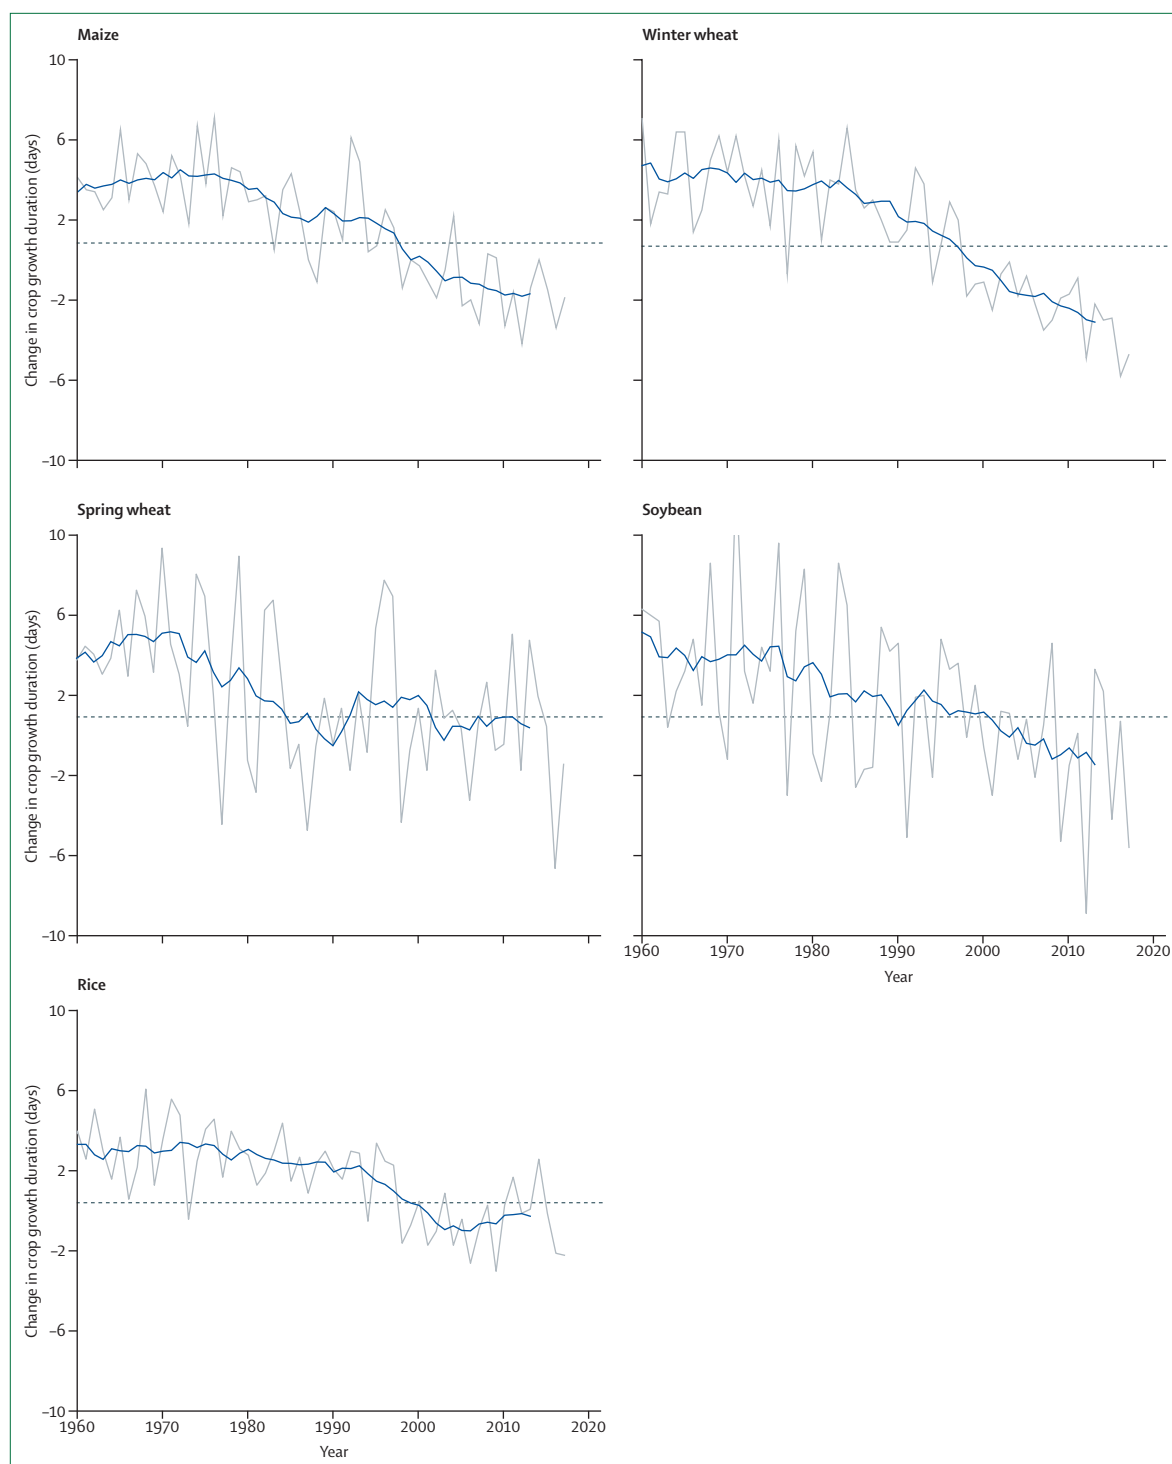 Maize
Change in crop growth duration (days)
10
6
2
–2
–6
–10
Winter wheat
Spring wheat
Change in crop growth duration (days)
10
6
2
–2
–6
–10
Soybean
1960 1970 1980 1990 2000 2010 2020
Year
Rice
Change in crop growth duration (days)
10
6
2
–2
–6
–10
1960 1970 1980 1990 2000 2010 2020
Year